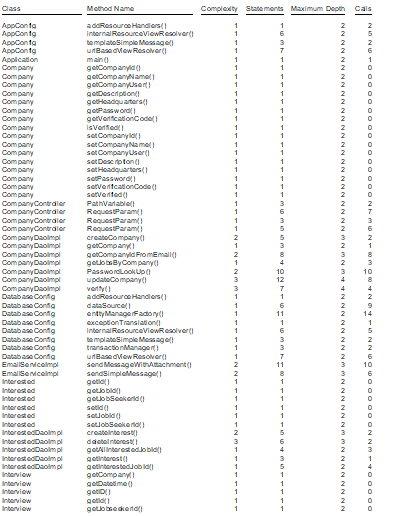 Class Method Name Complexity Statements Maximum Depth Calls
AppConfig addResourceHandlers() 1 1 2 2
AppConfig internalResourceViewResolver() 1 6 2 5
AppConfig templateSimpleMessage() 1 3 2 2
AppConfig urlBasedViewResolver() 1 7 2 6
Application main() 1 1 2 1
Company getCompanyId() 1 1 2 0
Company getCompanyName() 1 1 2 0
Company getCompanyUser() 1 1 2 0
Company getDescription() 1 1 2 0
Company getHeadquarters() 1 1 2 0
Company getPassword() 1 1 2 0
Company getVerificationCode() 1 1 2 0
Company isVerified() 1 1 2 0
Company setCompanyId() 1 1 2 0
Company setCompanyName() 1 1 2 0
Company setCompanyUser() 1 1 2 0
Company setDescription() 1 1 2 0
Company setHeadquarters() 1 1 2 0
Company setPassword() 1 1 2 0
Company setVerificationCode() 1 1 2 0
Company setVerified() 1 1 2 0
CompanyController PathVariable() 1 3 2 2
CompanyController RequestParam() 1 6 2 7
CompanyController RequestParam() 1 3 2 3
CompanyController RequestParam() 1 5 2 6
CompanyDaoImpl createCompany() 2 5 3 2
CompanyDaoImpl getCompany() 1 3 2 1
CompanyDaoImpl getCompanyIdFromEmail() 2 8 3 8
CompanyDaoImpl getJobsByCompany() 1 4 2 3
CompanyDaoImpl PasswordLookUp() 2 10 3 10
CompanyDaoImpl updateCompany() 3 12 4 8
CompanyDaoImpl verify() 3 7 4 4
DatabaseConfig addResourceHandlers() 1 1 2 2
DatabaseConfig dataSource() 1 6 2 9
DatabaseConfig entityManagerFactory() 1 11 2 14
DatabaseConfig exceptionTranslation() 1 1 2 1
DatabaseConfig internalResourceViewResolver() 1 6 2 5
DatabaseConfig templateSimpleMessage() 1 3 2 2
DatabaseConfig transactionManager() 1 3 2 2
DatabaseConfig urlBasedViewResolver() 1 7 2 6
EmailServiceImpl sendMessageWithAttachment() 2 11 3 10
EmailServiceImpl sendSimpleMessage() 2 8 3 6
Interested getId() 1 1 2 0
Interested getJobId() 1 1 2 0
Interested getJobSeekerId() 1 1 2 0
Interested setId() 1 1 2 0
Interested setJobId() 1 1 2 0
Interested setJobSeekerId() 1 1 2 0
InterestedDaoImpl createInterest() 2 5 3 2
InterestedDaoImpl deleteInterest() 3 6 3 2
InterestedDaoImpl getAllInterestedJobId() 1 4 2 3
InterestedDaoImpl getInterest() 1 3 2 1
InterestedDaoImpl getInterestedJobId() 1 5 2 4
Interview getCompany() 1 1 2 0
Interview getDatetime() 1 1 2 0
Interview getID() 1 1 2 0
Interview getId() 1 1 2 0
Interview getJobseekerId() 1 1 2 0